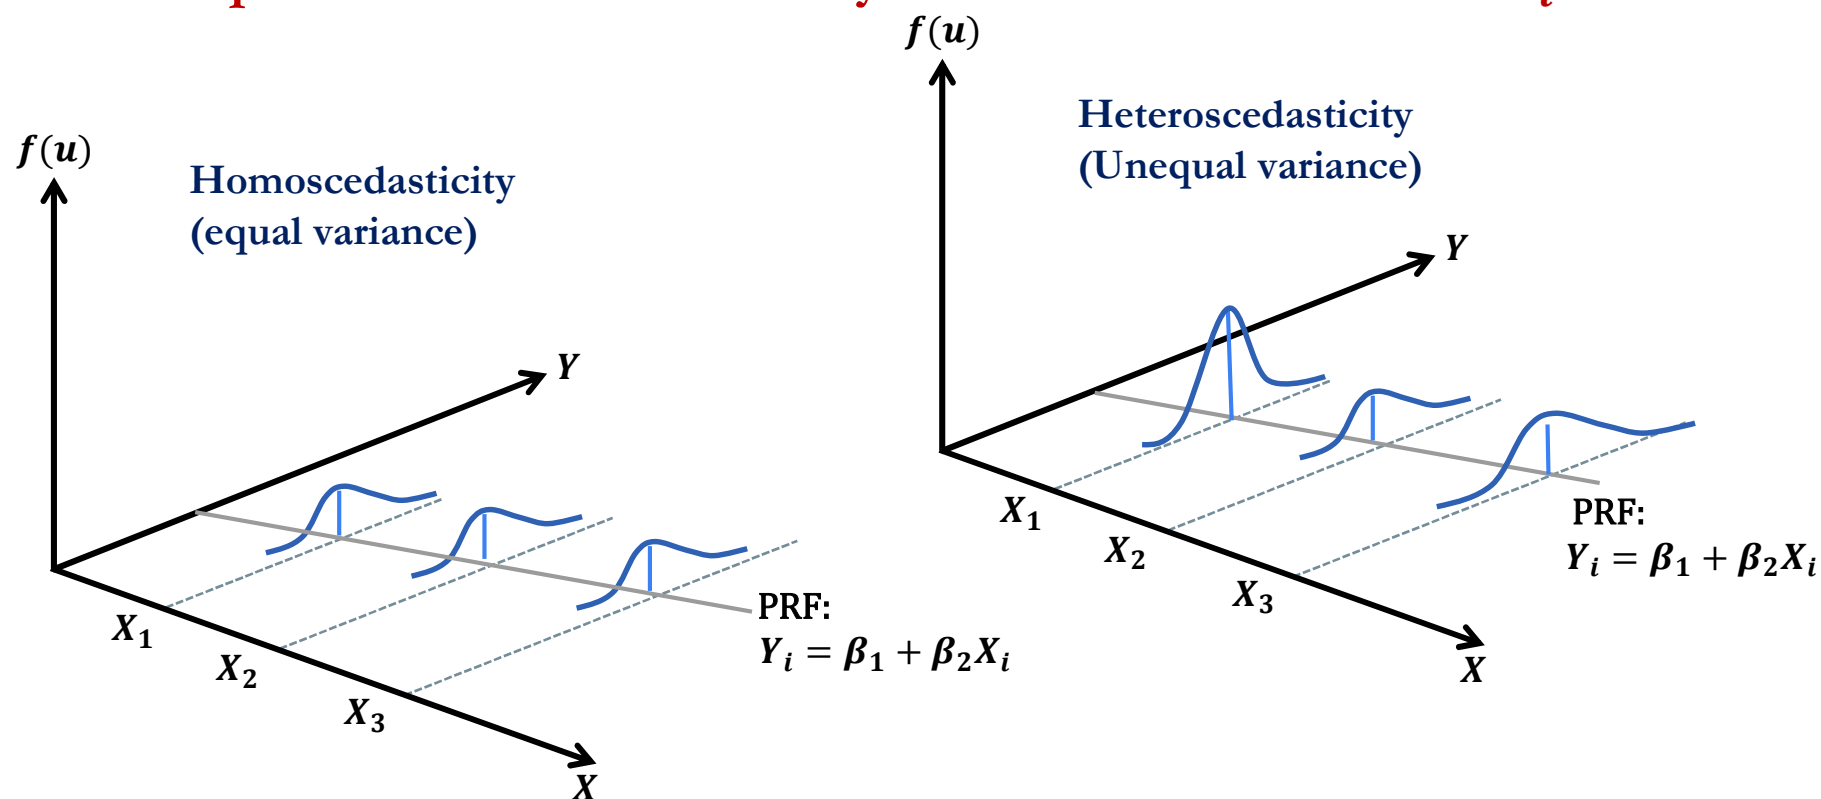 f(u)
Homoscedasticity
(equal variance)
Y
X₁
X₂
X₃
X
PRF:
Yᵢ = β₁ + β₂Xᵢ
f(u)
Heteroscedasticity
(Unequal variance)
Y
X₁
X₂
X₃
X
PRF:
Yᵢ = β₁ + β₂Xᵢ